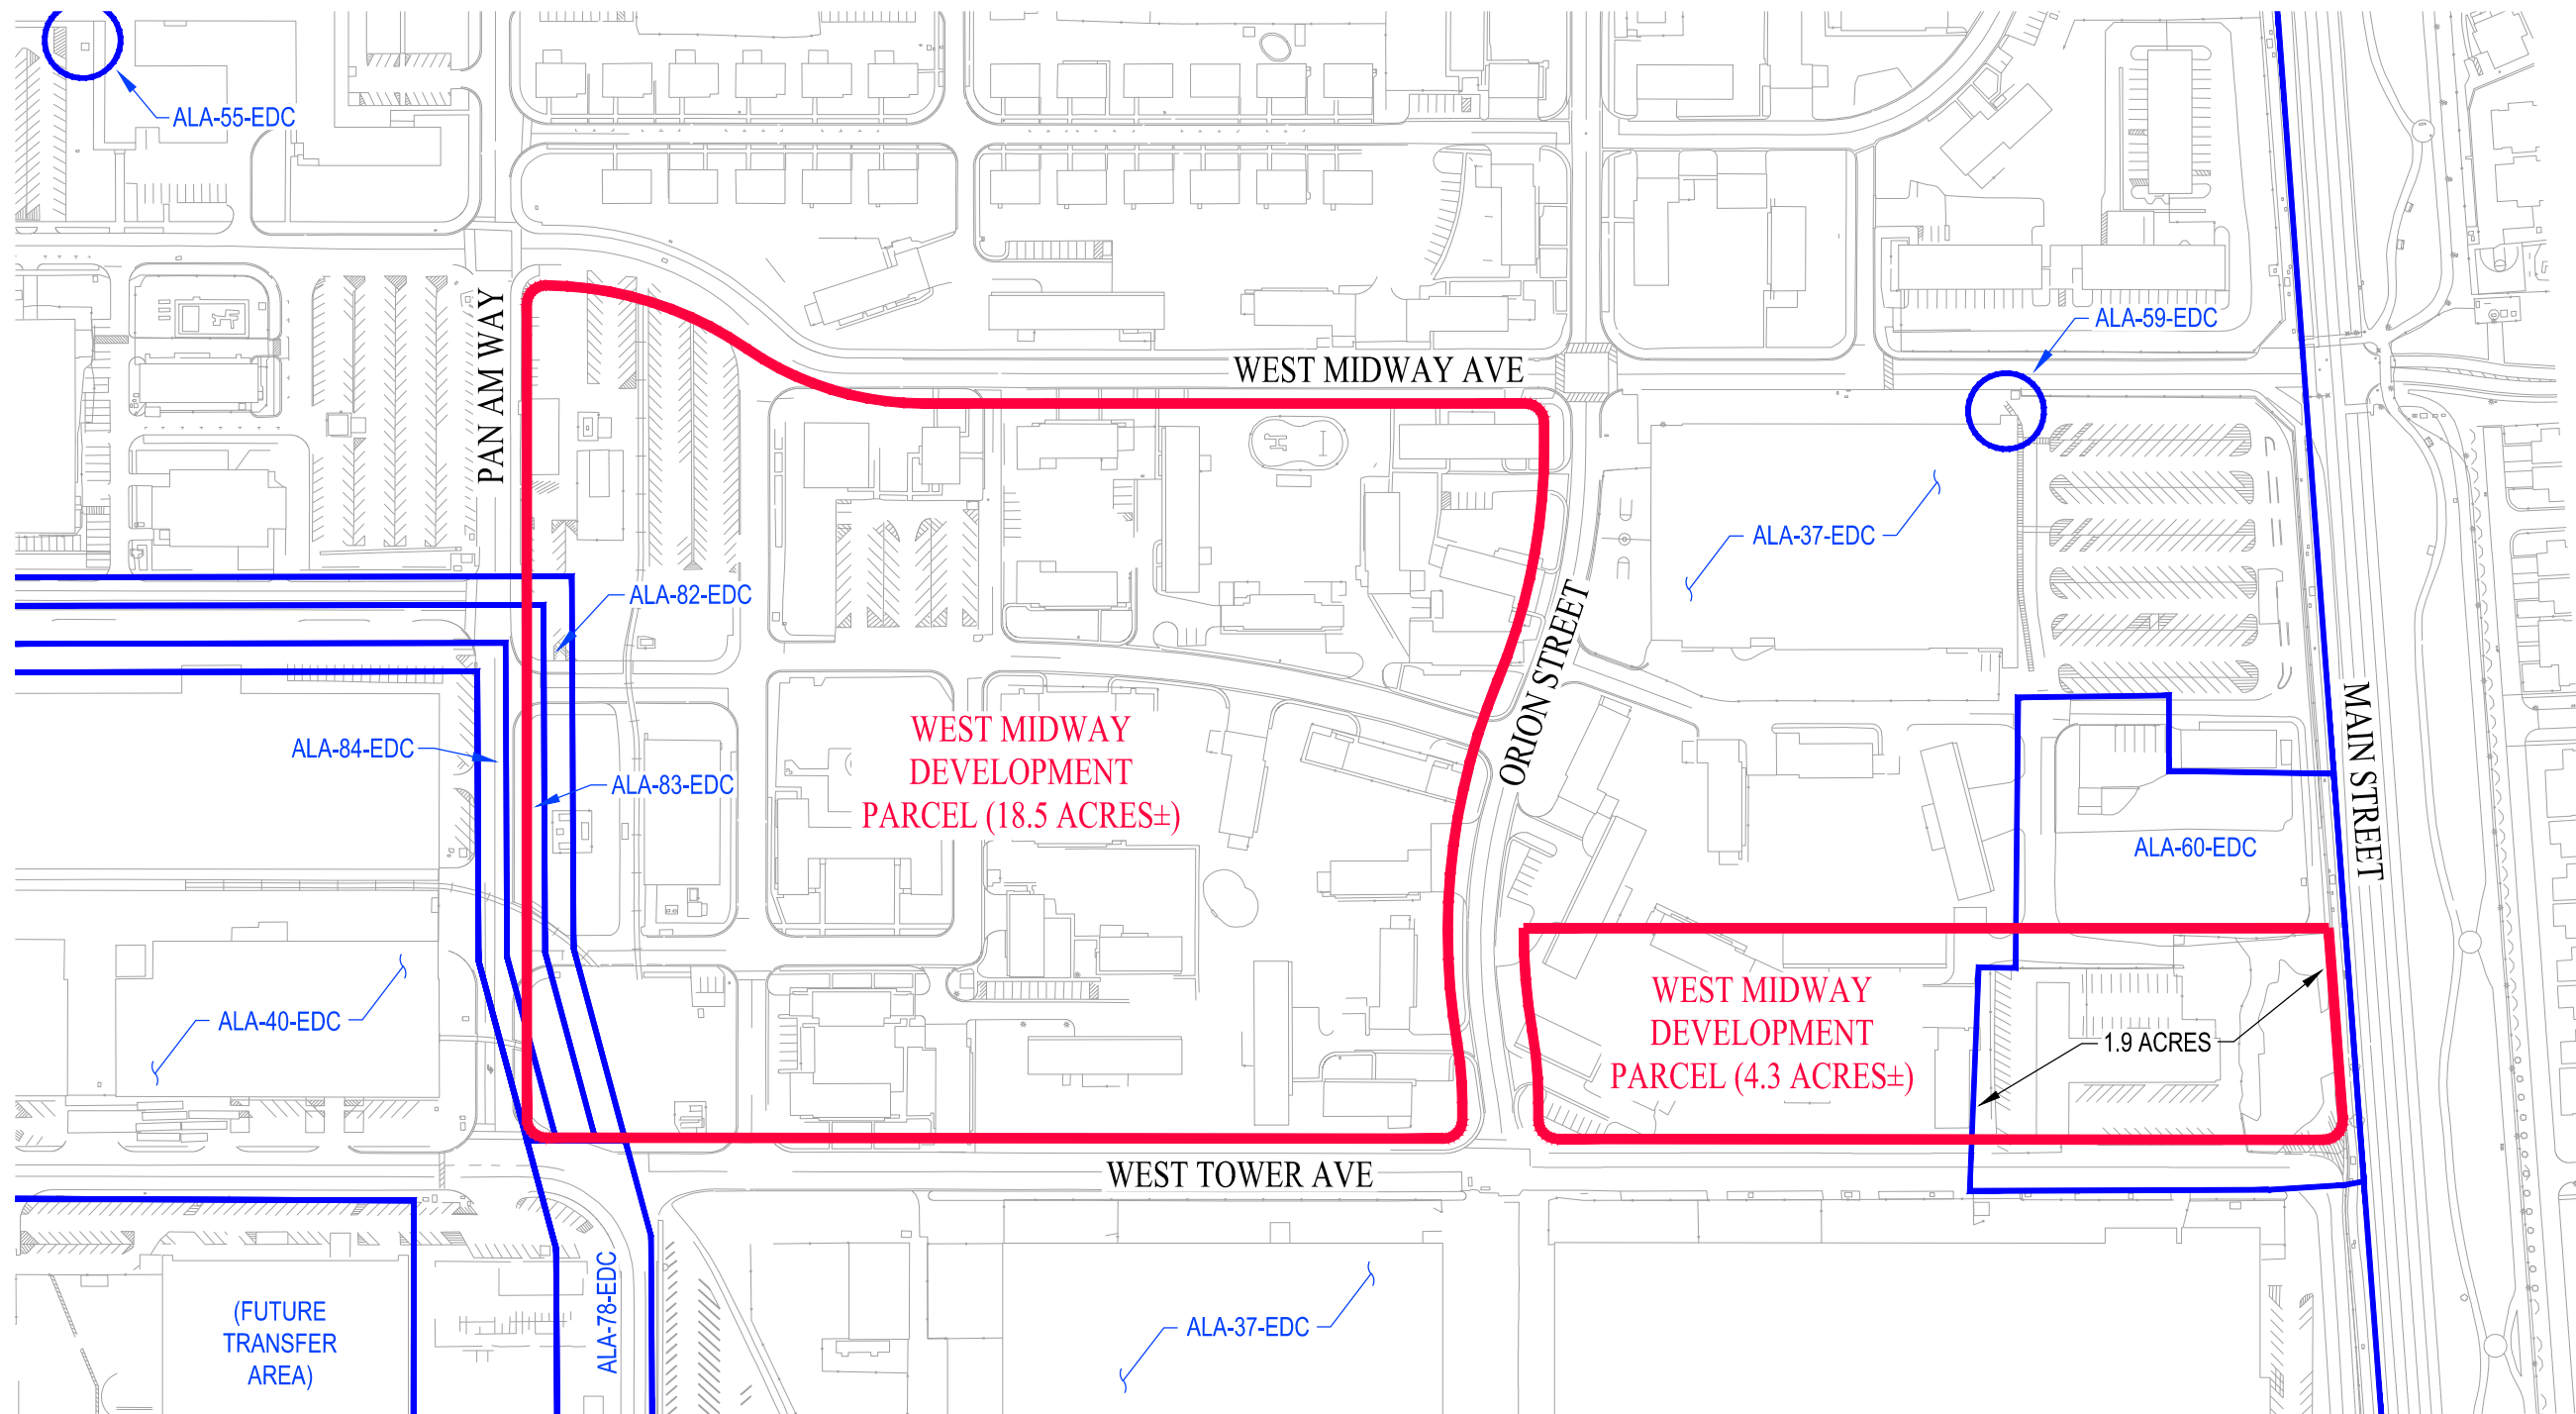 ALA-55-EDC
PAN AM WAY
WEST MIDWAY AVE
ALA-59-EDC
ALA-37-EDC
ALA-82-EDC
ORION STREET
MAIN STREET
ALA-84-EDC
ALA-83-EDC
WEST MIDWAY
DEVELOPMENT
PARCEL (18.5 ACRES±)
ALA-60-EDC
ALA-40-EDC
WEST MIDWAY
DEVELOPMENT
PARCEL (4.3 ACRES±)
1.9 ACRES
WEST TOWER AVE
ALA-78-EDC
(FUTURE
TRANSFER
AREA)
ALA-37-EDC